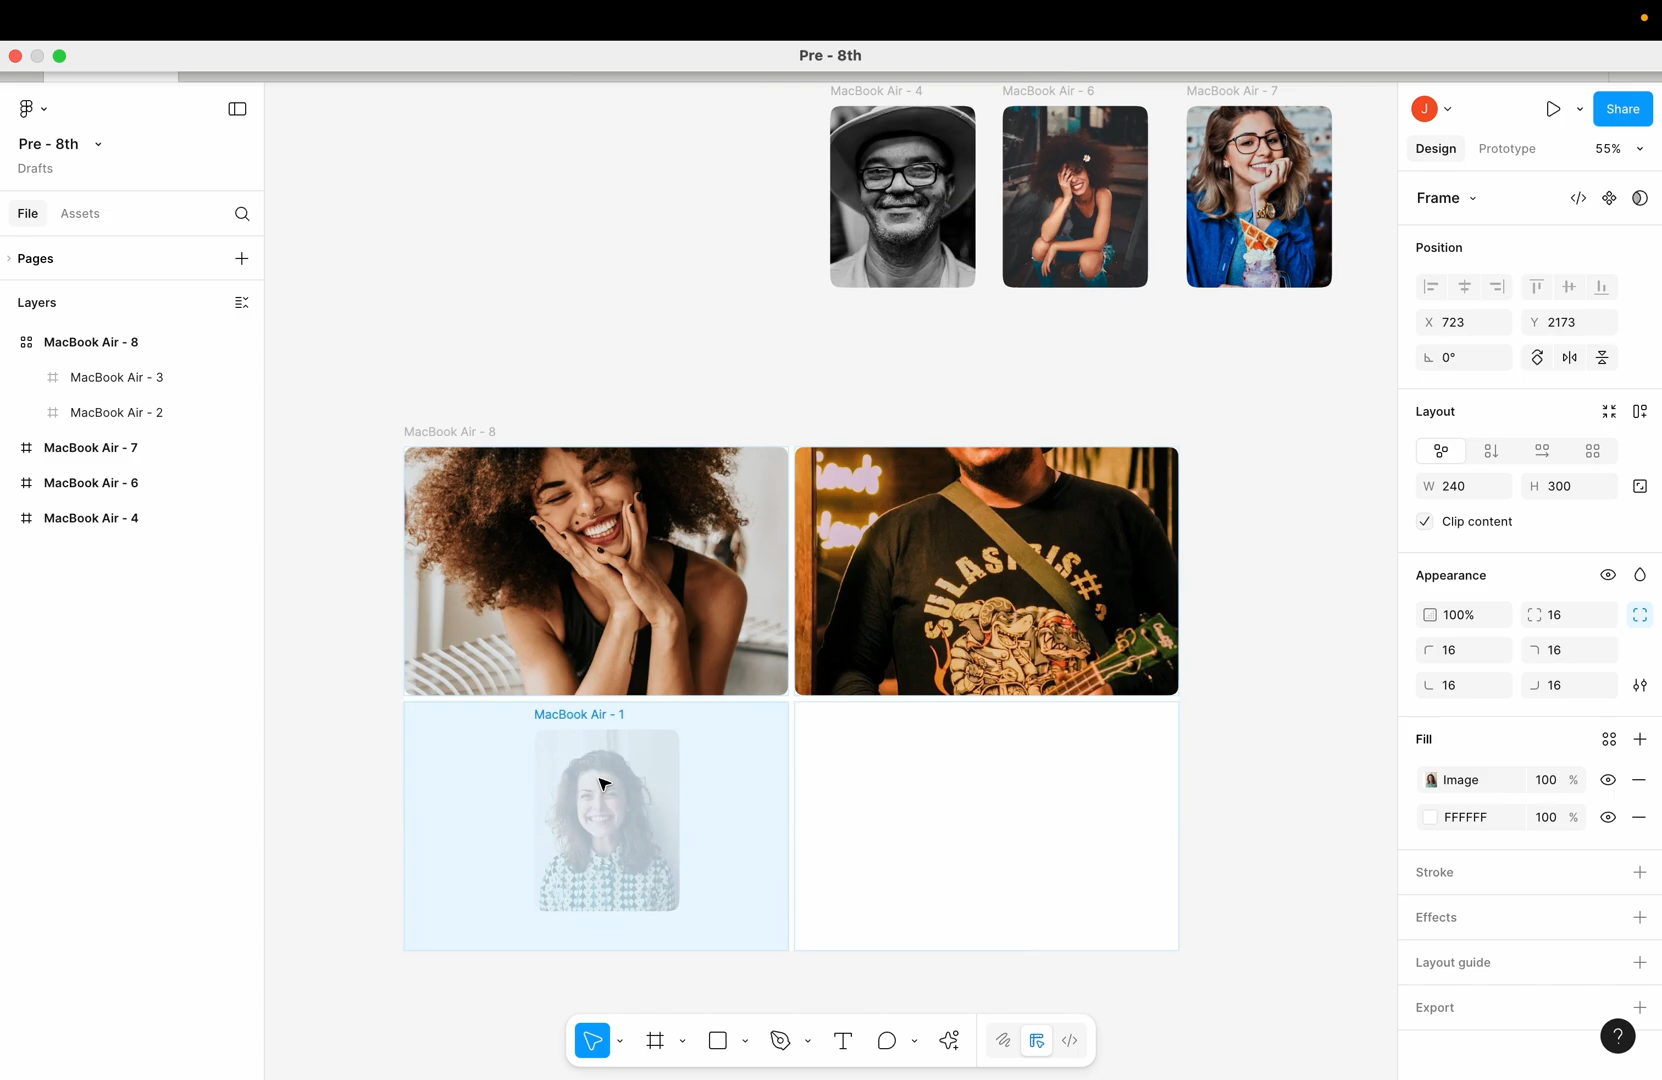 Pre - 8th
J
Share
Pre - 8th
Drafts
Design
Prototype
55%
File
Assets
Frame
Pages
Position
Layers
X 723
Y 2173
0°
MacBook Air - 8
MacBook Air - 3
MacBook Air - 2
MacBook Air - 7
MacBook Air - 6
MacBook Air - 4
Layout
W 240
H 300
Clip content
Appearance
100%
16
16
16
16
16
Fill
Image
100 %
FFFFFF
100 %
Stroke
Effects
Layout guide
Export
?
MacBook Air - 4
MacBook Air - 6
MacBook Air - 7
MacBook Air - 8
MacBook Air - 1